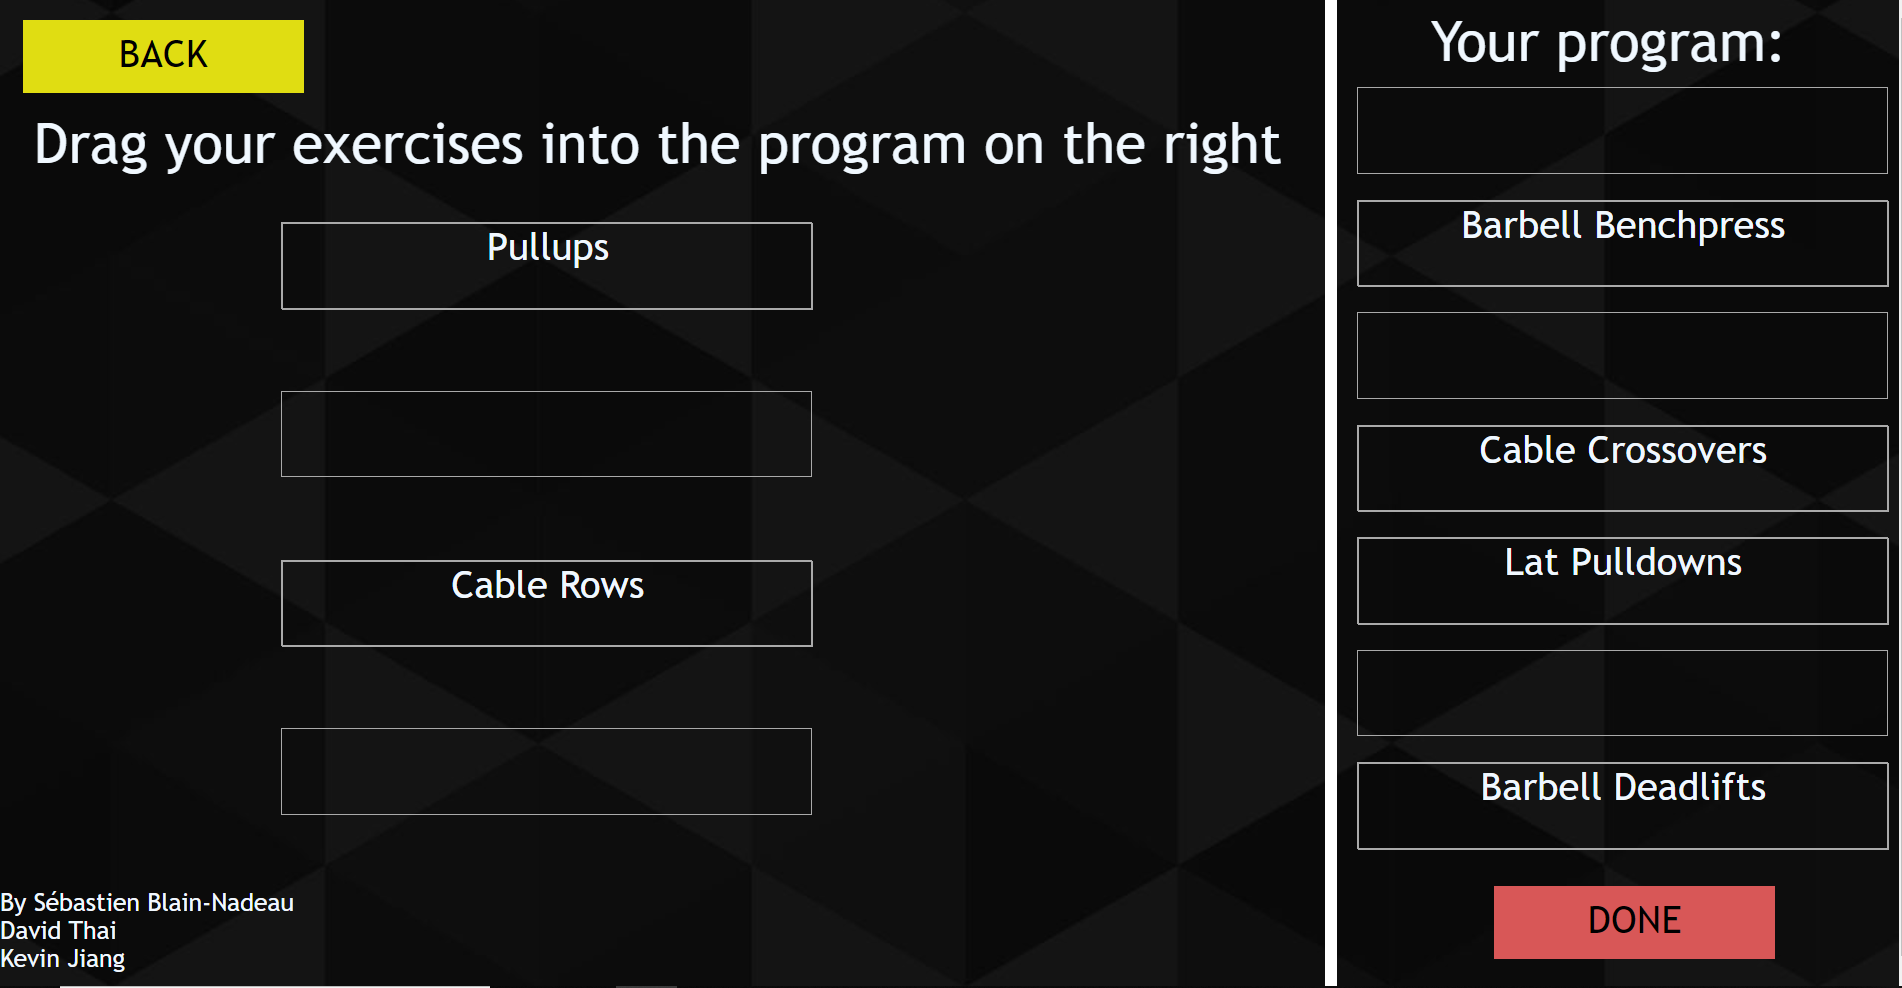 BACK
Drag your exercises into the program on the right
Pullups
Cable Rows
By Sébastien Blain-Nadeau
David Thai
Kevin Jiang
Your program:
Barbell Benchpress
Cable Crossovers
Lat Pulldowns
Barbell Deadlifts
DONE